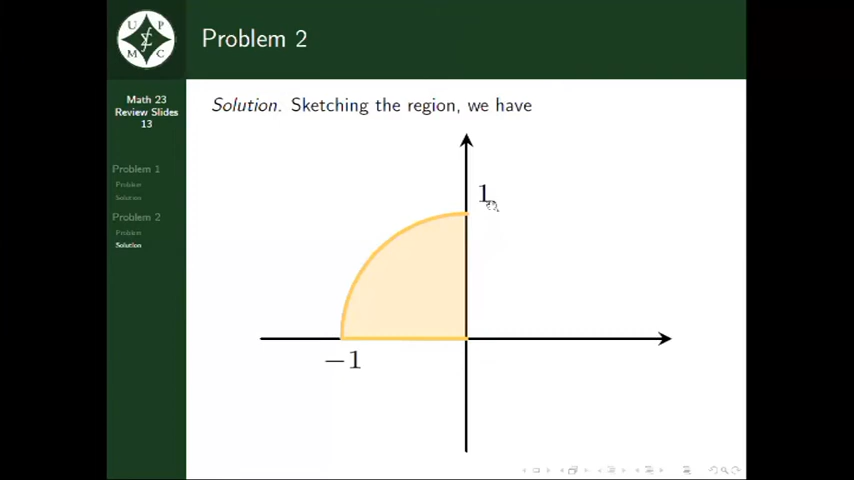 U P
M C
Problem 2
Math 23
Review Slides
13
Problem 1
Problem
Solution
Problem 2
Problem
Solution
Solution. Sketching the region, we have
1
−1